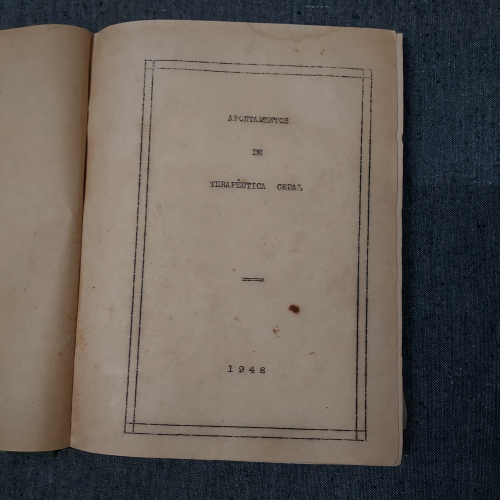 APONTAMENTOS
DE
TERAPÊUTICA GERAL
1948